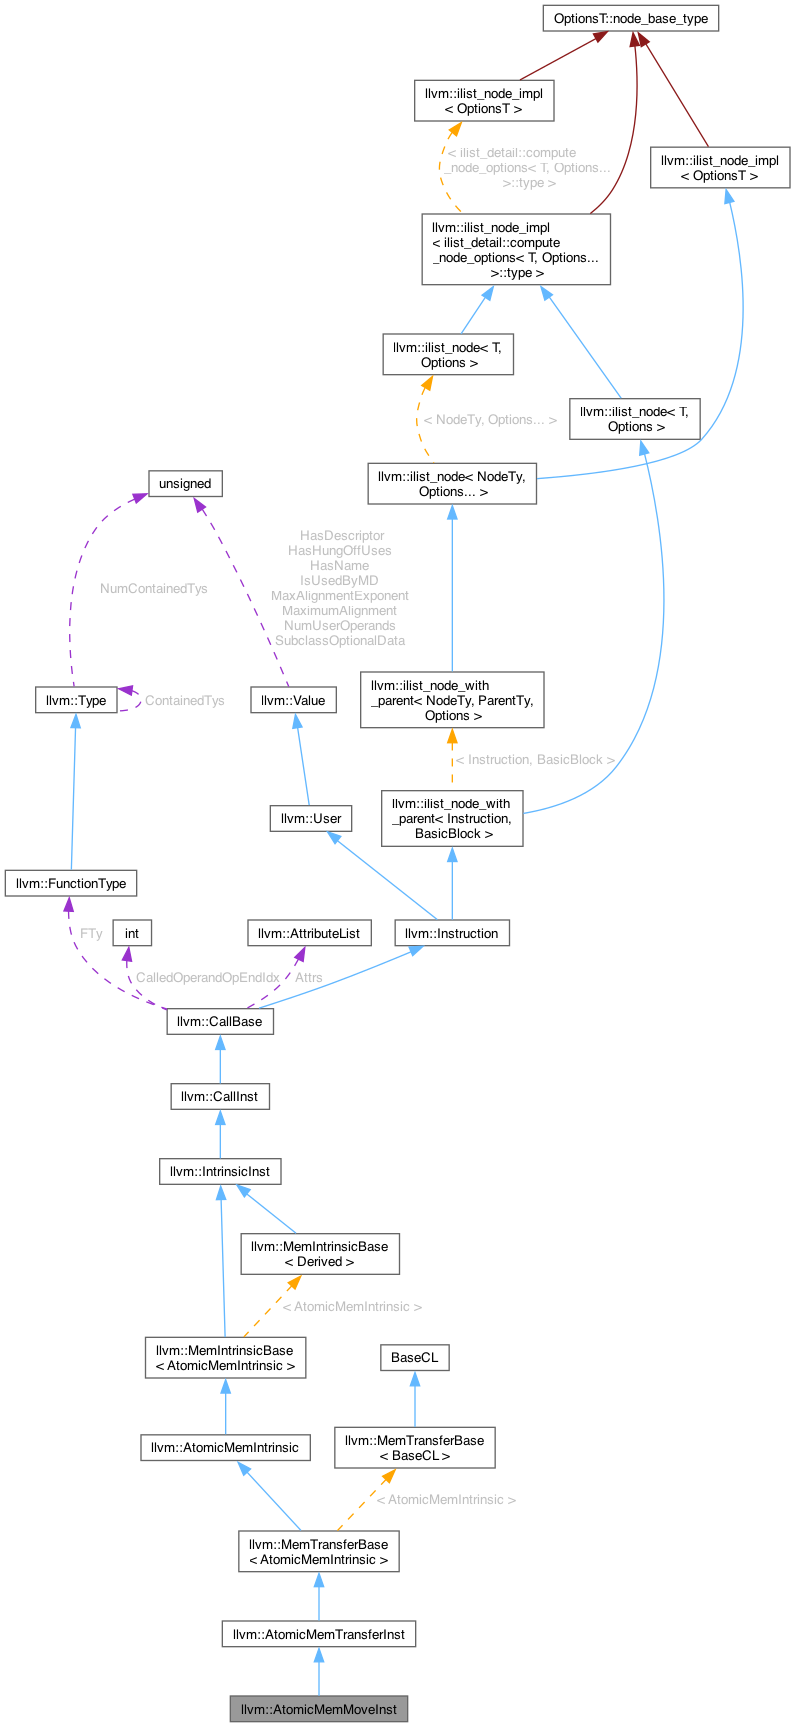 OptionsT::node_base_type
llvm::ilist_node_impl
< OptionsT >
< ilist_detail::compute
_node_options< T, Options...
>::type >
llvm::ilist_node_impl
< OptionsT >
llvm::ilist_node_impl
< ilist_detail::compute
_node_options< T, Options...
>::type >
llvm::ilist_node< T,
Options >
llvm::ilist_node< T,
Options >
< NodeTy, Options... >
llvm::ilist_node< NodeTy,
Options... >
unsigned
HasDescriptor
HasHungOffUses
HasName
IsUsedByMD
MaxAlignmentExponent
MaximumAlignment
NumUserOperands
SubclassOptionalData
NumContainedTys
llvm::Type
ContainedTys
llvm::Value
llvm::ilist_node_with
_parent< NodeTy, ParentTy,
Options >
< Instruction, BasicBlock >
llvm::User
llvm::ilist_node_with
_parent< Instruction,
BasicBlock >
llvm::FunctionType
FTy
int
llvm::AttributeList
llvm::Instruction
CalledOperandOpEndIdx
Attrs
llvm::CallBase
llvm::CallInst
llvm::IntrinsicInst
llvm::MemIntrinsicBase
< Derived >
< AtomicMemIntrinsic >
llvm::MemIntrinsicBase
< AtomicMemIntrinsic >
BaseCL
llvm::AtomicMemIntrinsic
llvm::MemTransferBase
< BaseCL >
< AtomicMemIntrinsic >
llvm::MemTransferBase
< AtomicMemIntrinsic >
llvm::AtomicMemTransferInst
llvm::AtomicMemMoveInst